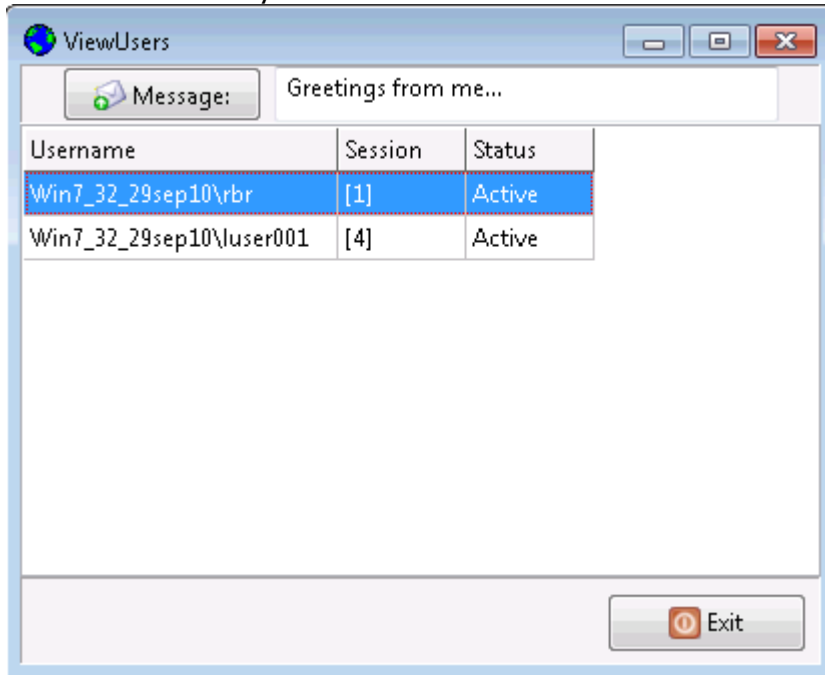 ViewUsers
Message: Greetings from me...
Username Session Status
Win7_32_29sep10\rbr [1] Active
Win7_32_29sep10\luser001 [4] Active
Exit